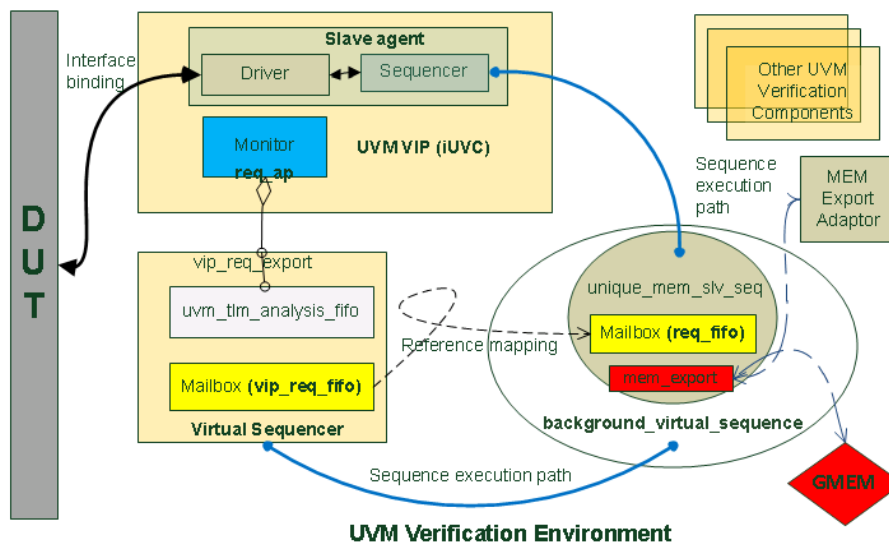 Slave agent
Interface
binding
Driver
Sequencer
Other UVM
Verification
Components
Monitor
req_ap
UVM VIP (iUVC)
Sequence
execution
path
MEM
Export
Adaptor
D
U
T
vip_req_export
unique_mem_slv_seq
uvm_tlm_analysis_fifo
Mailbox (req_fifo)
Reference mapping
Mailbox (vip_req_fifo)
mem_export
background_virtual_sequence
Virtual Sequencer
Sequence execution path
GMEM
UVM Verification Environment